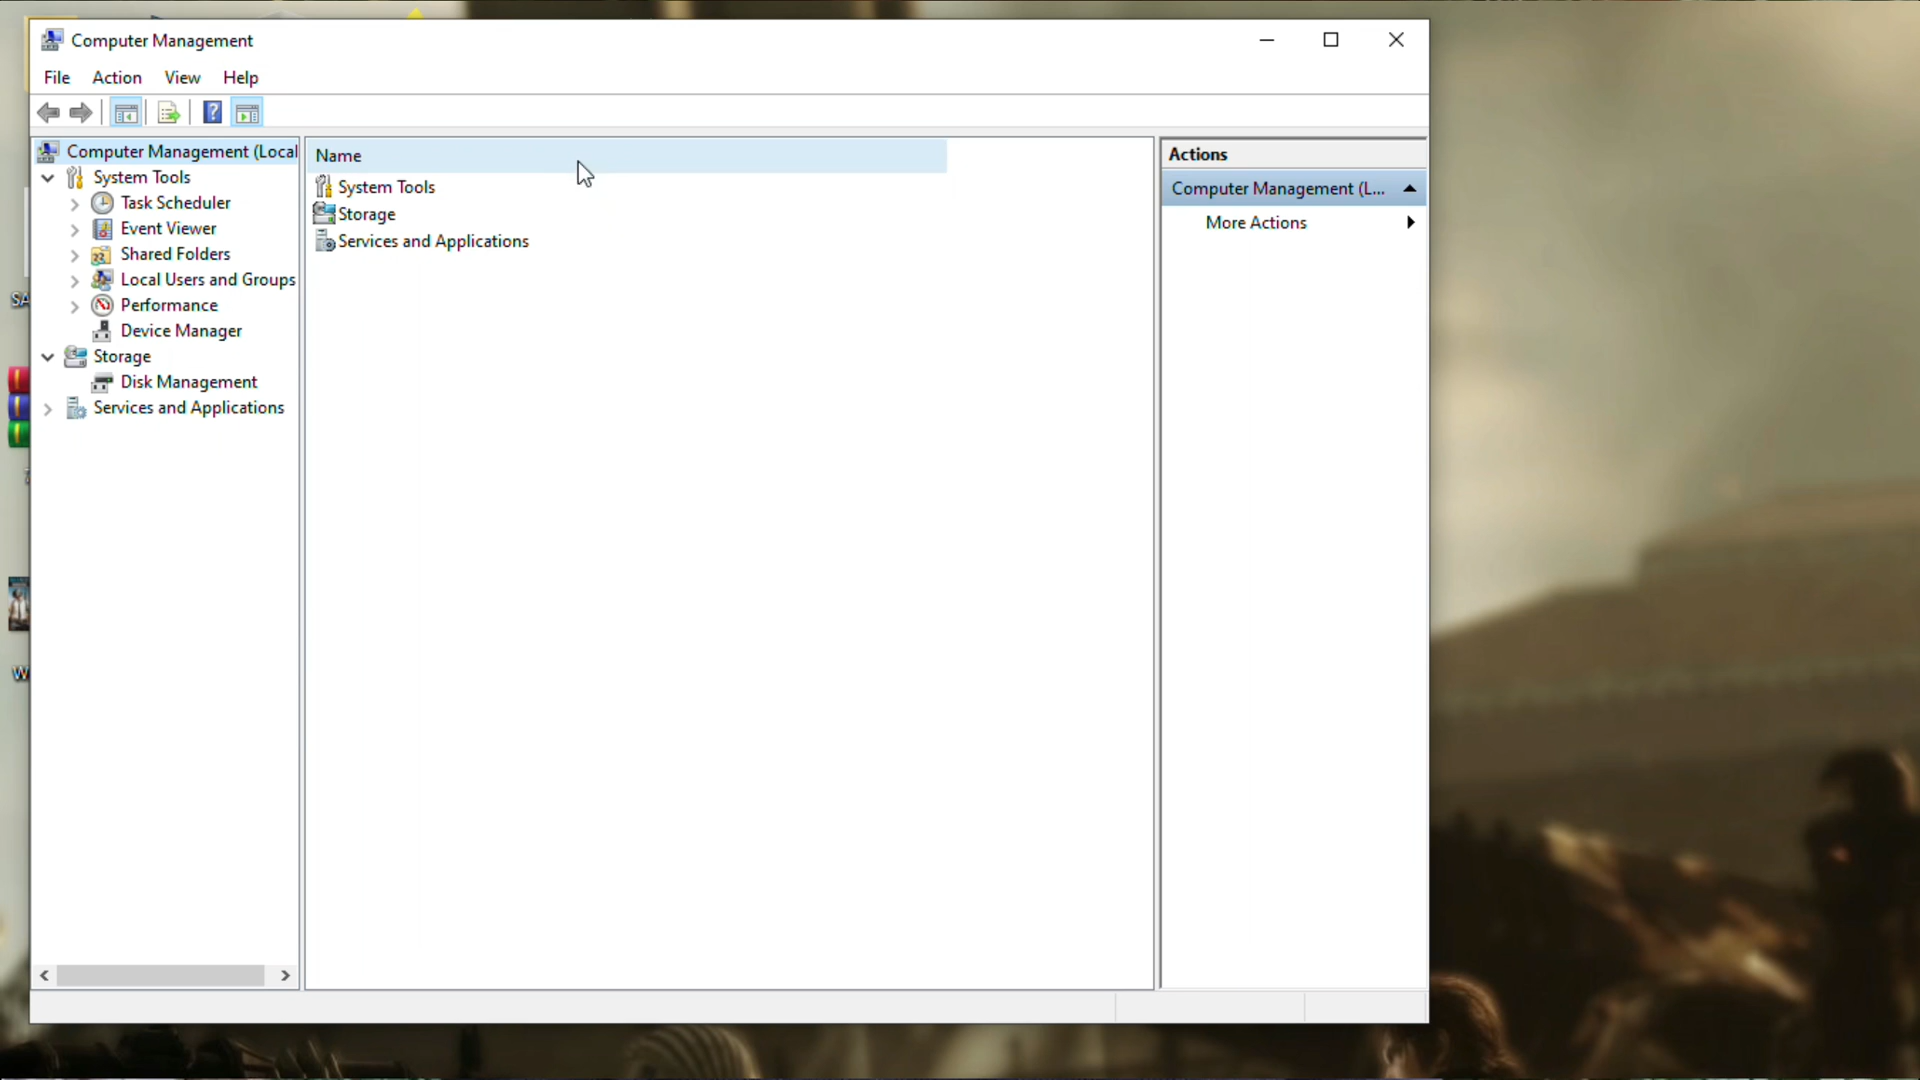 Computer Management
File Action View Help
Computer Management (Local
System Tools
Task Scheduler
Event Viewer
Shared Folders
Local Users and Groups
Performance
Device Manager
Storage
Disk Management
Services and Applications
Name
System Tools
Storage
Services and Applications
Actions
Computer Management (L...
More Actions
SA
W